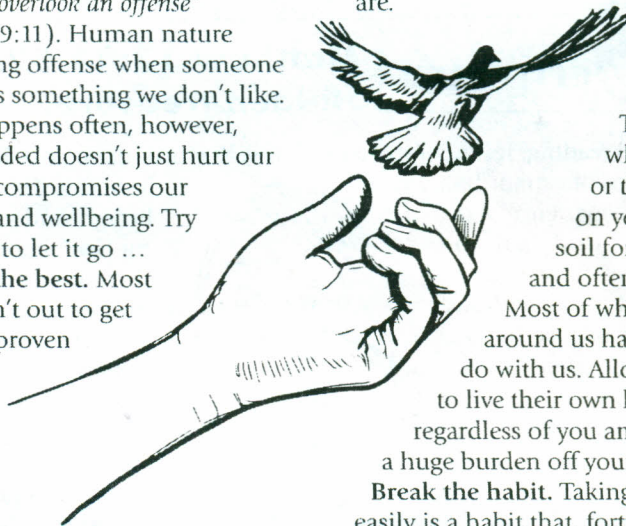 overlook an offense
9:11). Human nature
ng offense when someone
s something we don't like.
ppens often, however,
ded doesn't just hurt our
compromises our
and wellbeing. Try
to let it go …
he best. Most
n't out to get
proven
are.
T
wh
or t
on yo
soil fo
and ofter
Most of wh
around us ha
do with us. Allo
to live their own l
regardless of you an
a huge burden off you
Break the habit. Taking
easily is a habit that, fort